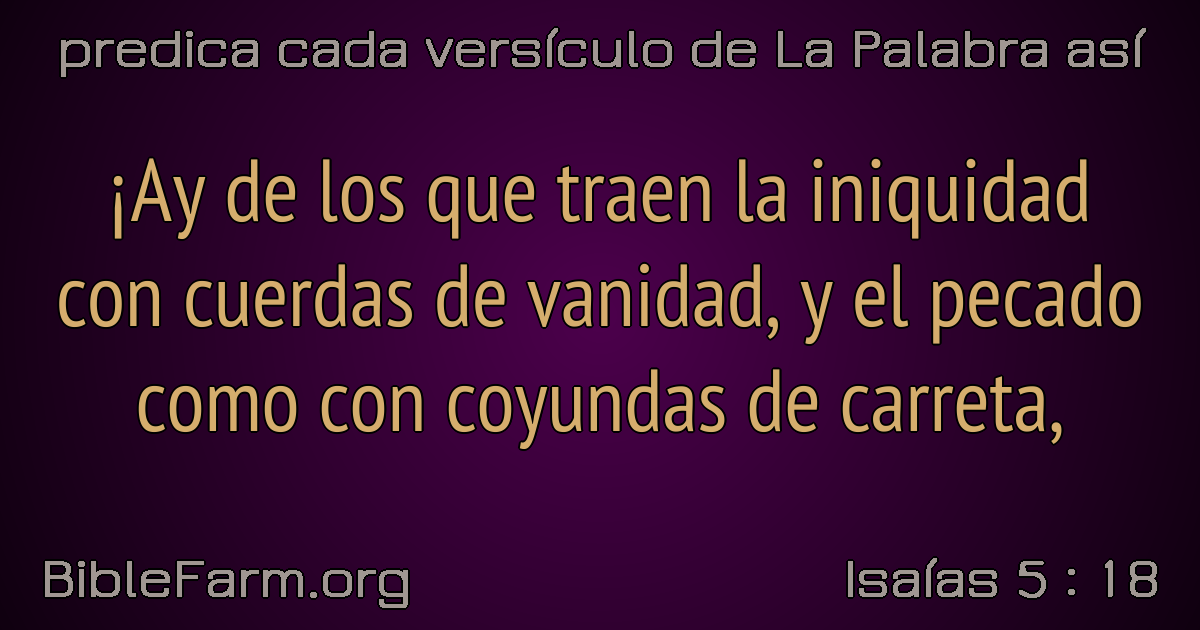 predica cada versículo de La Palabra así
¡Ay de los que traen la iniquidad
con cuerdas de vanidad, y el pecado
como con coyundas de carreta,
BibleFarm.org
Isaías 5 : 18